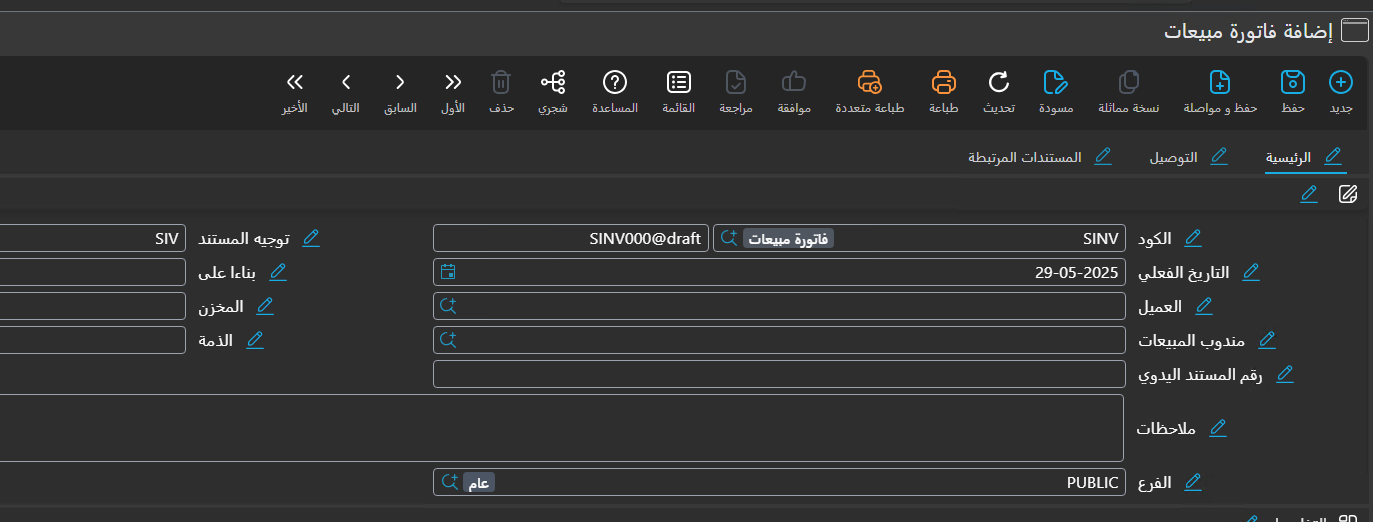 إضافة فاتورة مبيعات
جديد حفظ حفظ و مواصلة نسخة مماثلة مسودة تحديث طباعة طباعة متعددة موافقة مراجعة القائمة المساعدة شجري حذف الأول السابق التالي الأخير
الرئيسية التوصيل المستندات المرتبطة
الكود SINV فاتورة مبيعات SINV000@draft توجيه المستند SIV
التاريخ الفعلي 29-05-2025 بناءا على
العميل المخزن
مندوب المبيعات الذمة
رقم المستند اليدوي
ملاحظات
الفرع PUBLIC عام